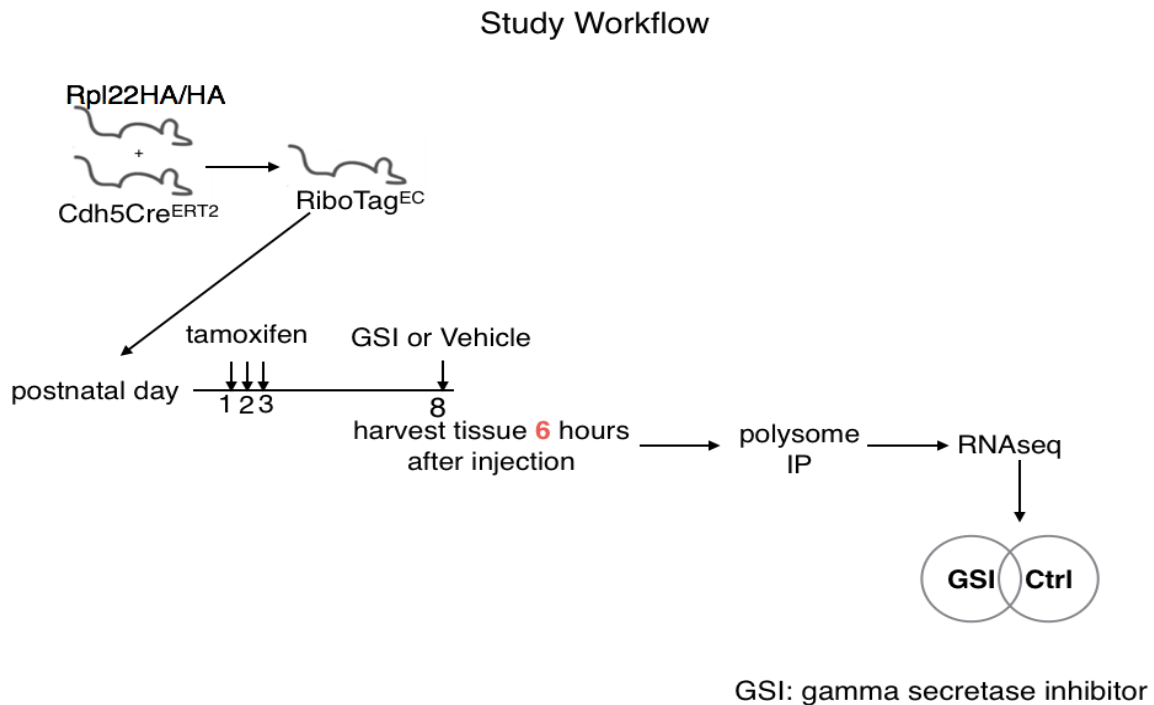 Study Workflow
Rpl22HA/HA
+
Cdh5CreERT2
RiboTagEC
tamoxifen
GSI or Vehicle
postnatal day
1 2 3
8
harvest tissue 6 hours
after injection
polysome
IP
RNAseq
GSI
Ctrl
GSI: gamma secretase inhibitor